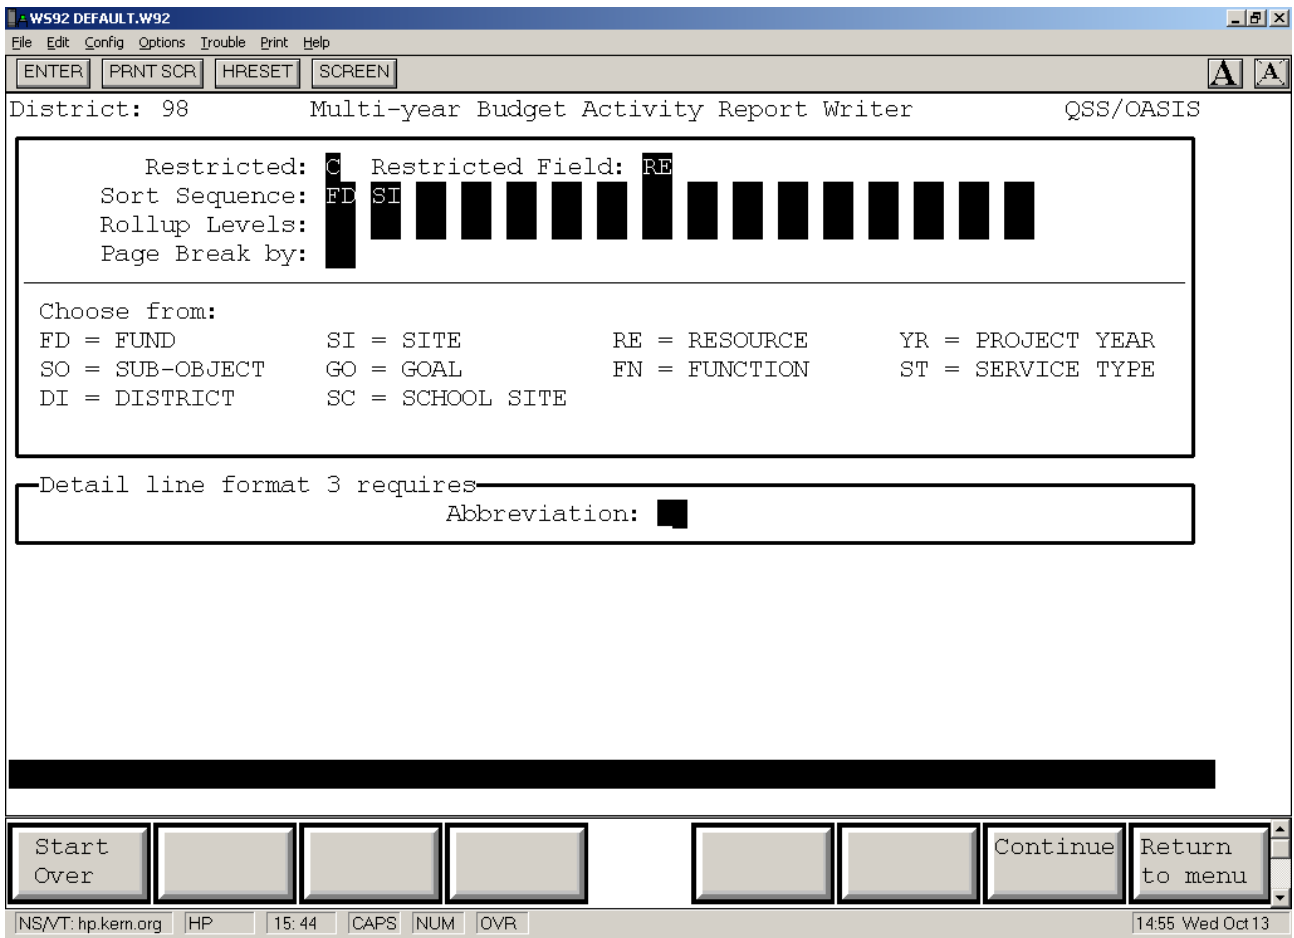 WS92 DEFAULT.W92
File Edit Config Options Trouble Print Help
ENTER PRNT SCR HRESET SCREEN A A
District: 98 Multi-year Budget Activity Report Writer QSS/OASIS
Restricted: C Restricted Field: RE
Sort Sequence: FD SI
Rollup Levels:
Page Break by:
Choose from:
FD = FUND SI = SITE RE = RESOURCE YR = PROJECT YEAR
SO = SUB-OBJECT GO = GOAL FN = FUNCTION ST = SERVICE TYPE
DI = DISTRICT SC = SCHOOL SITE
Detail line format 3 requires
Abbreviation:
Start Continue Return
Over to menu
NS/VT: hp.kern.org HP 15: 44 CAPS NUM OVR 14:55 Wed Oct 13